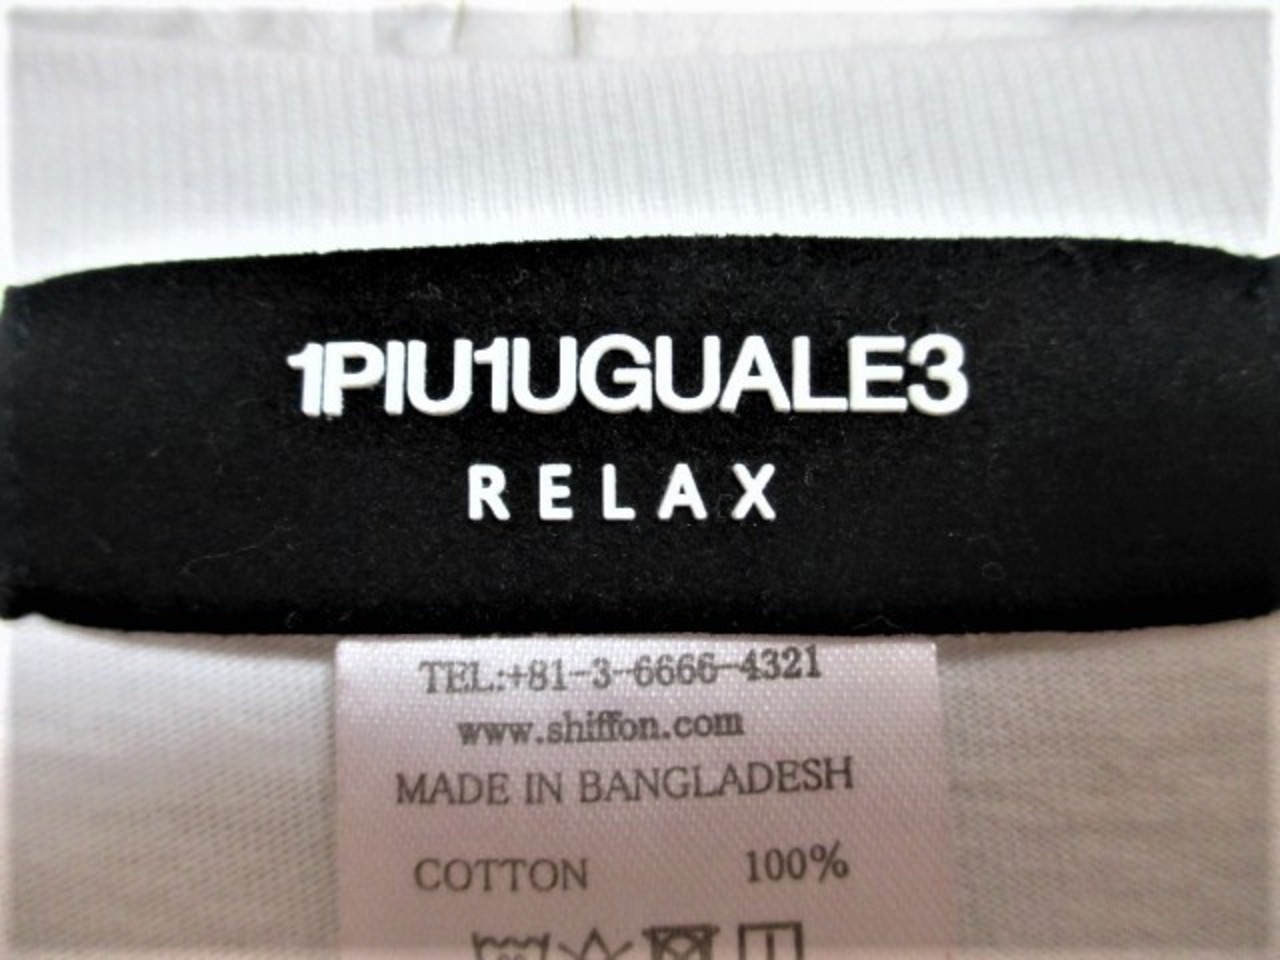 1PIU1UGUALE3
RELAX
TEL:+81-3-6666-4321
www.shiffon.com
MADE IN BANGLADESH
COTTON 100%